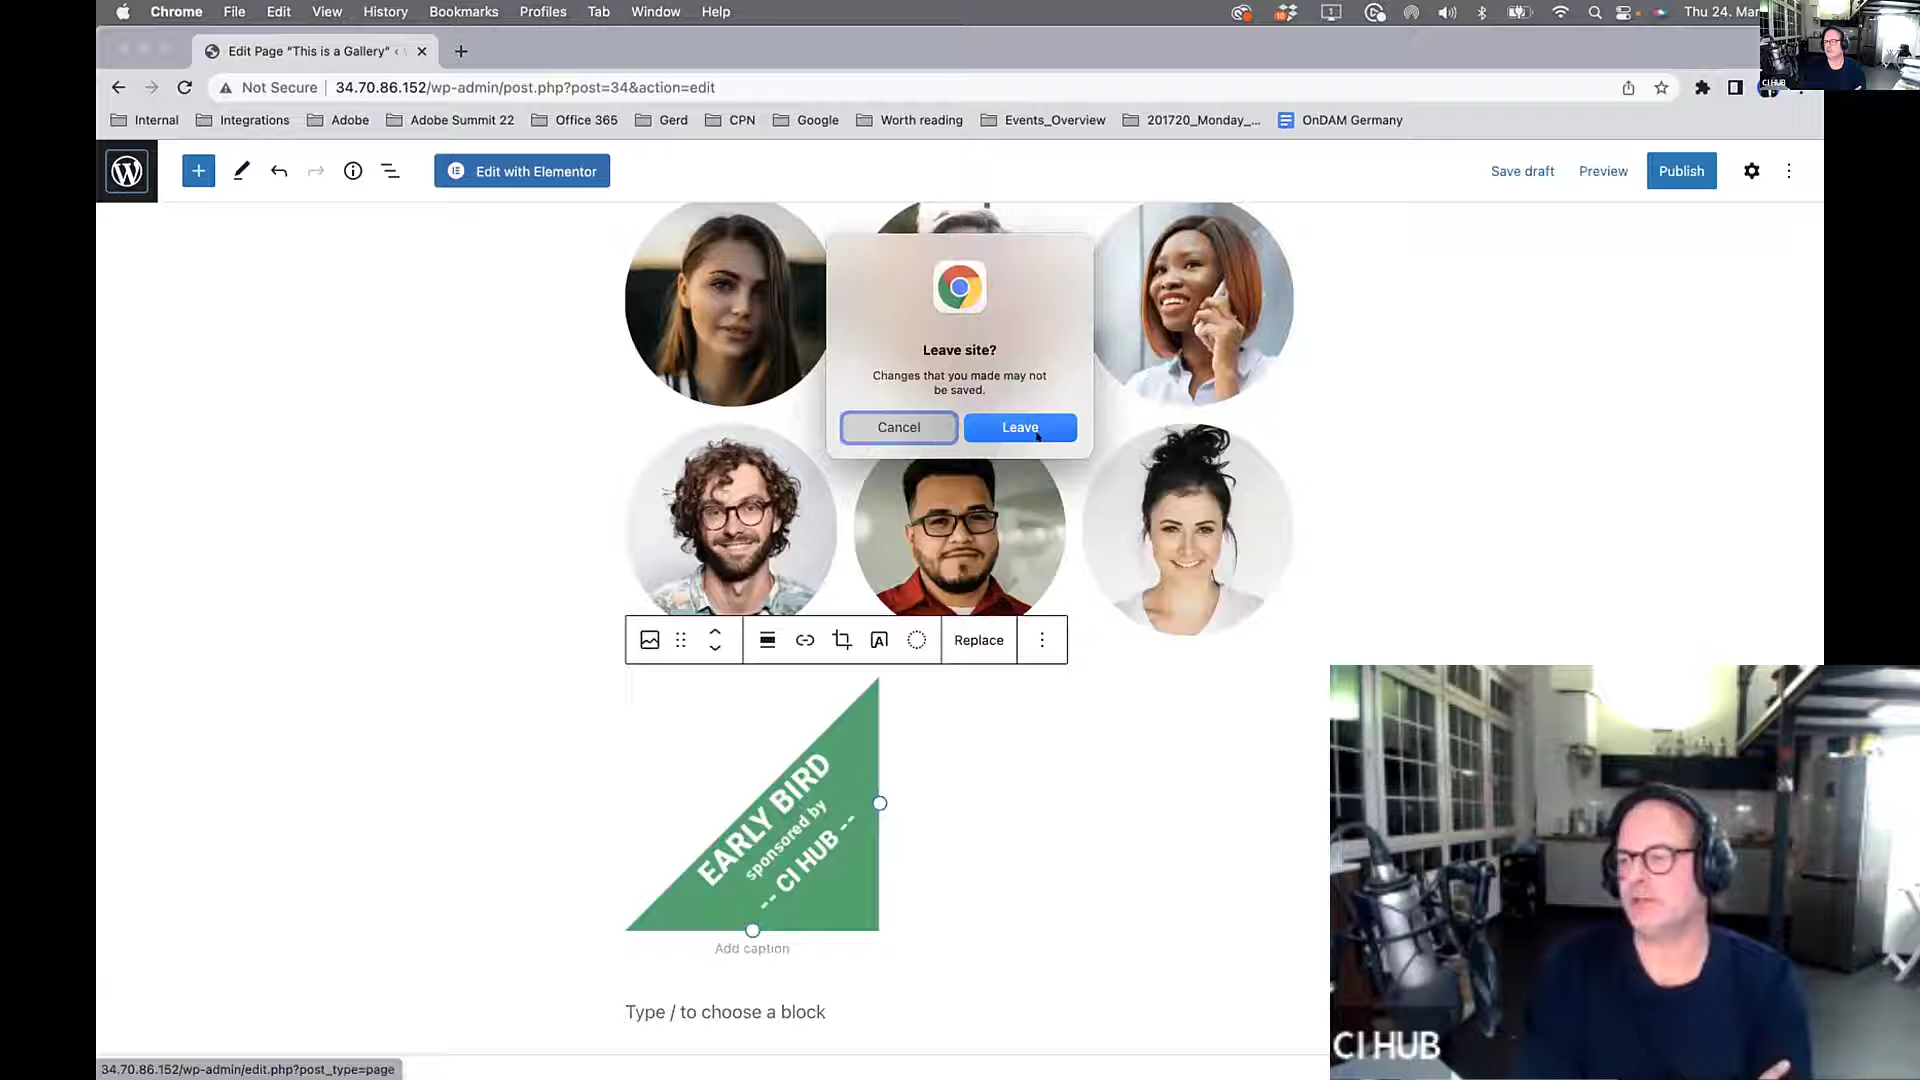 Chrome File Edit View History Bookmarks Profiles Tab Window Help
Thu 24. Mar
Edit Page "This is a Gallery" ‹
Not Secure 34.70.86.152/wp-admin/post.php?post=34&action=edit
Internal Integrations Adobe Adobe Summit 22 Office 365 Gerd CPN Google Worth reading Events_Overview 201720_Monday_... OnDAM Germany
CI HUB
Edit with Elementor Save draft Preview Publish
Leave site?
Changes that you made may not
be saved.
Cancel Leave
Replace
EARLY BIRD
sponsored by
-- CI HUB --
Add caption
Type / to choose a block
CI HUB
34.70.86.152/wp-admin/edit.php?post_type=page